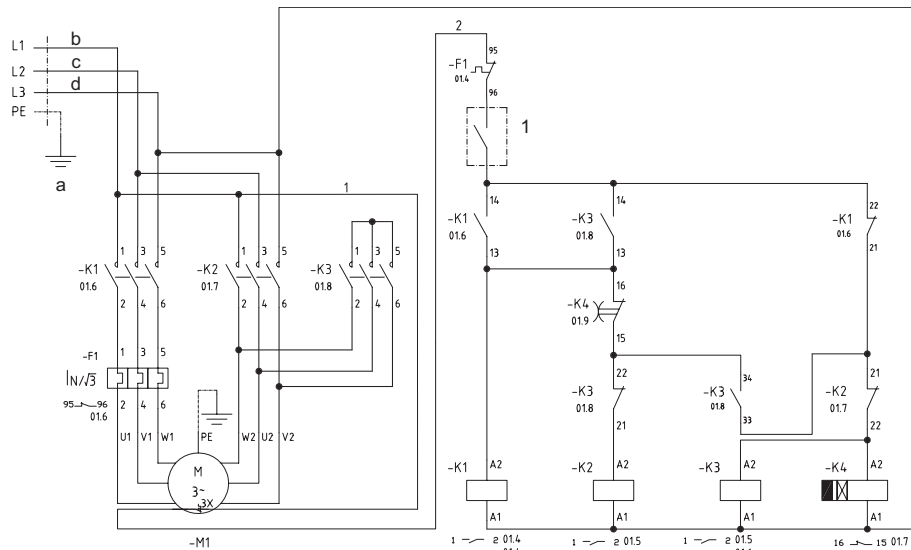 L1 b
L2 c
L3 d
PE
a
1
2
95
-F1
01.4
96
1
14 14 22
-K1 -K3 -K1
01.6 01.8 01.6
13 13 21
1 3 5 1 3 5 1 3 5
-K1 -K2 -K3
01.6 01.7 01.8
2 4 6 2 4 6 2 4 6
16
-K4
01.9
15
-F1
1 3 5
IN/√3
95 96 2 4 6
01.6
U1 V1 W1 PE W2 U2 V2
22 34 21
-K3 -K3 -K2
01.8 01.8 01.7
21 33 22
M
3~
3X
-M1
-K1 A2 -K2 A2 -K3 A2 -K4 A2
A1 A1 A1 A1
1 2 01.4 1 2 01.5 1 2 01.5 16 15 01.7